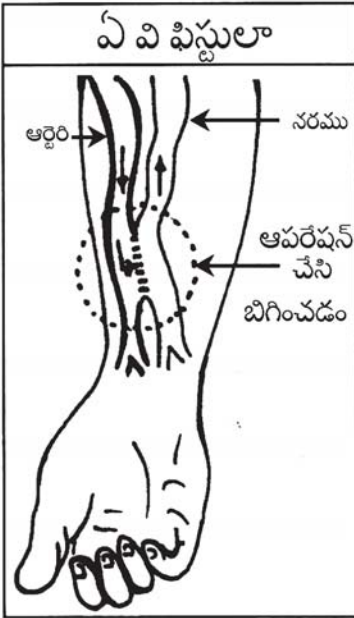 ఏ వి ఫిస్టులా
ఆర్టెరి
నరము
ఆపరేషన్
చేసి
బిగించడం